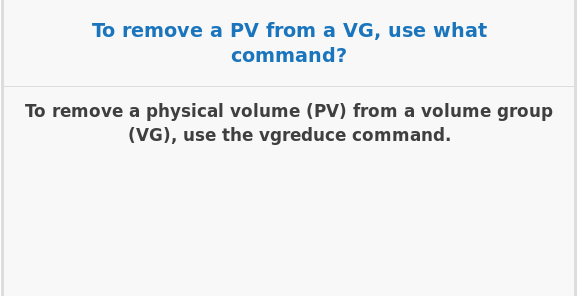 To remove a PV from a VG, use what
command?
To remove a physical volume (PV) from a volume group
(VG), use the vgreduce command.